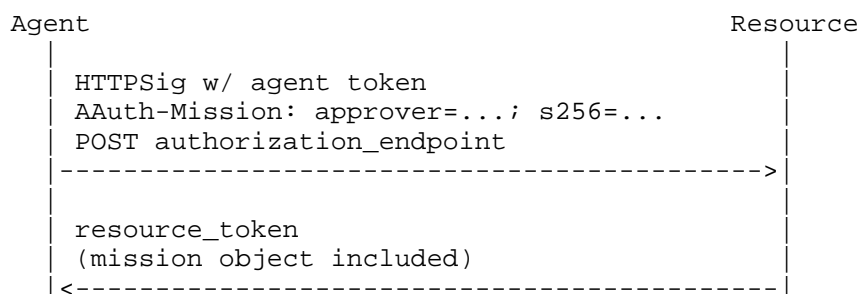 Agent Resource
HTTPSig w/ agent token
AAuth-Mission: approver=...; s256=...
POST authorization_endpoint
resource_token
(mission object included)